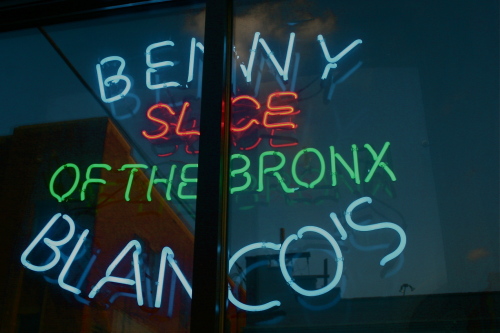 BENNY
SLICE
OF THE BRONX
BLANCO'S